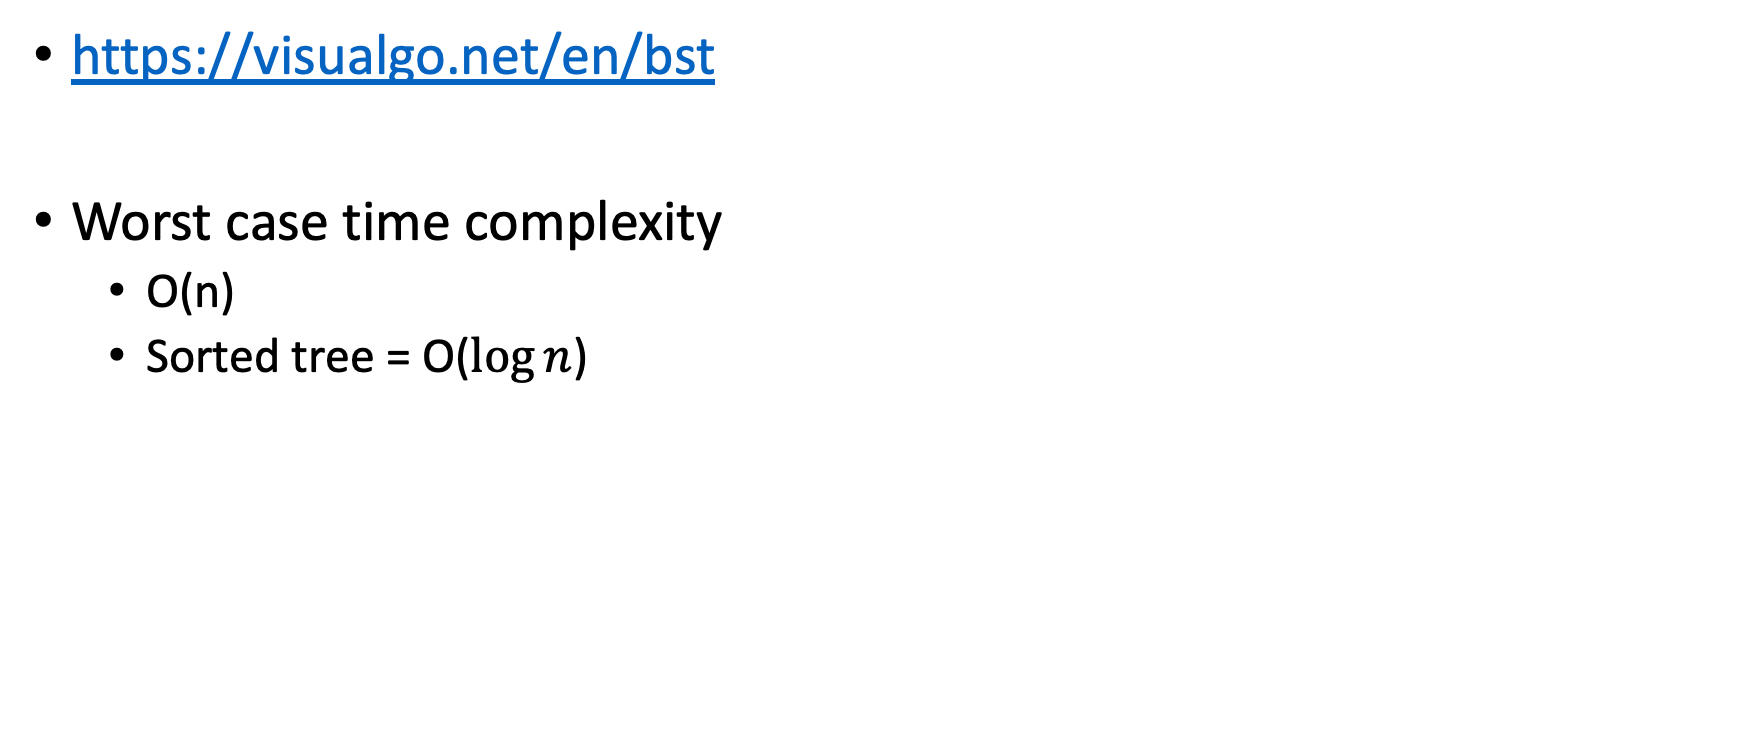 • https://visualgo.net/en/bst
• Worst case time complexity
• O(n)
• Sorted tree = O(log n)